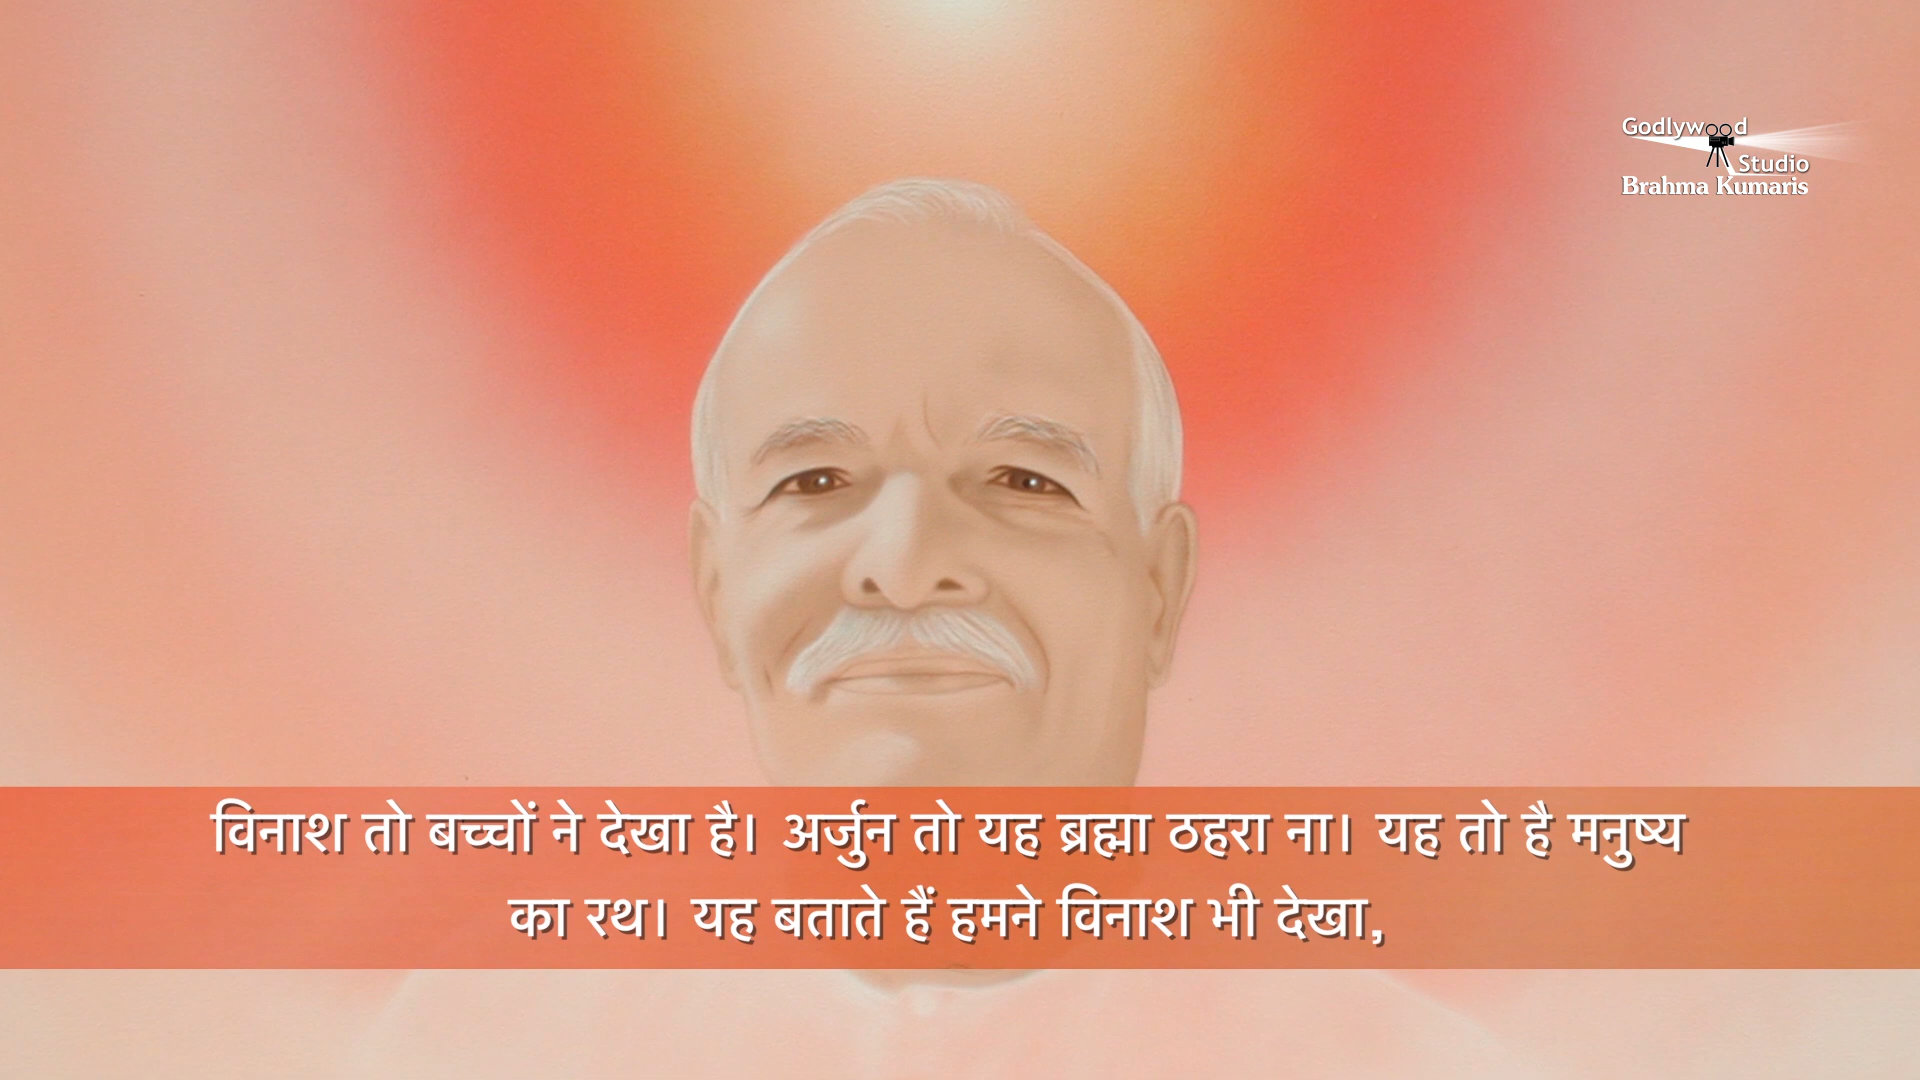 Godlywood
Studio
Brahma Kumaris
विनाश तो बच्चों ने देखा है। अर्जुन तो यह ब्रह्मा ठहरा ना। यह तो है मनुष्य
का रथ। यह बताते हैं हमने विनाश भी देखा,